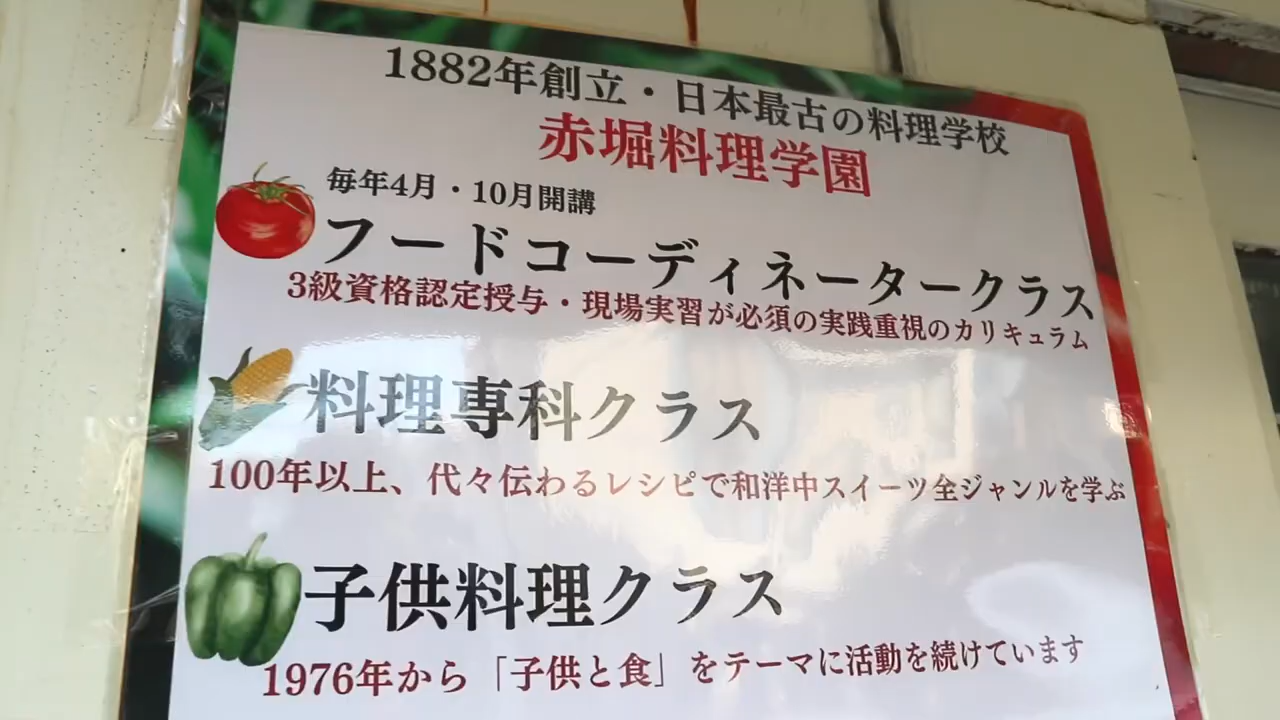 1882年創立・日本最古の料理学校
赤堀料理学園
毎年4月・10月開講
フードコーディネータークラス
3級資格認定授与・現場実習が必須の実践重視のカリキュラム
料理専科クラス
100年以上、代々伝わるレシピで和洋中スイーツ全ジャンルを学ぶ
子供料理クラス
1976年から「子供と食」をテーマに活動を続けています